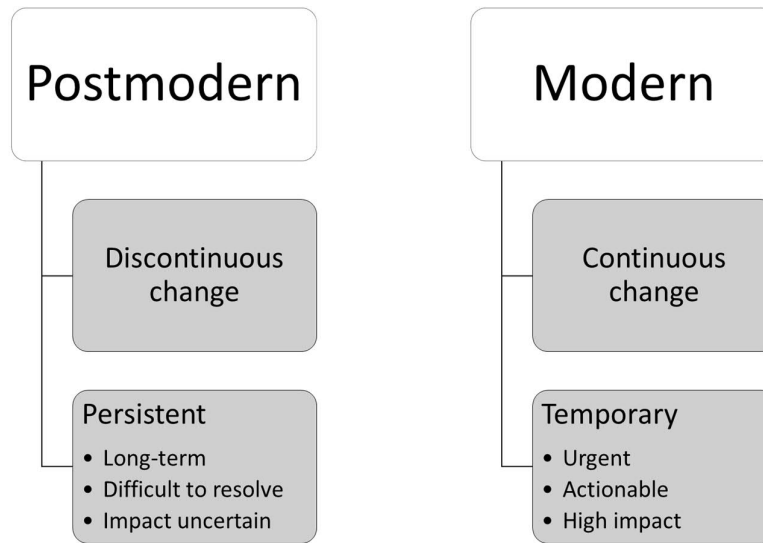 Postmodern
Discontinuous
change
Persistent
• Long-term
• Difficult to resolve
• Impact uncertain
Modern
Continuous
change
Temporary
• Urgent
• Actionable
• High impact